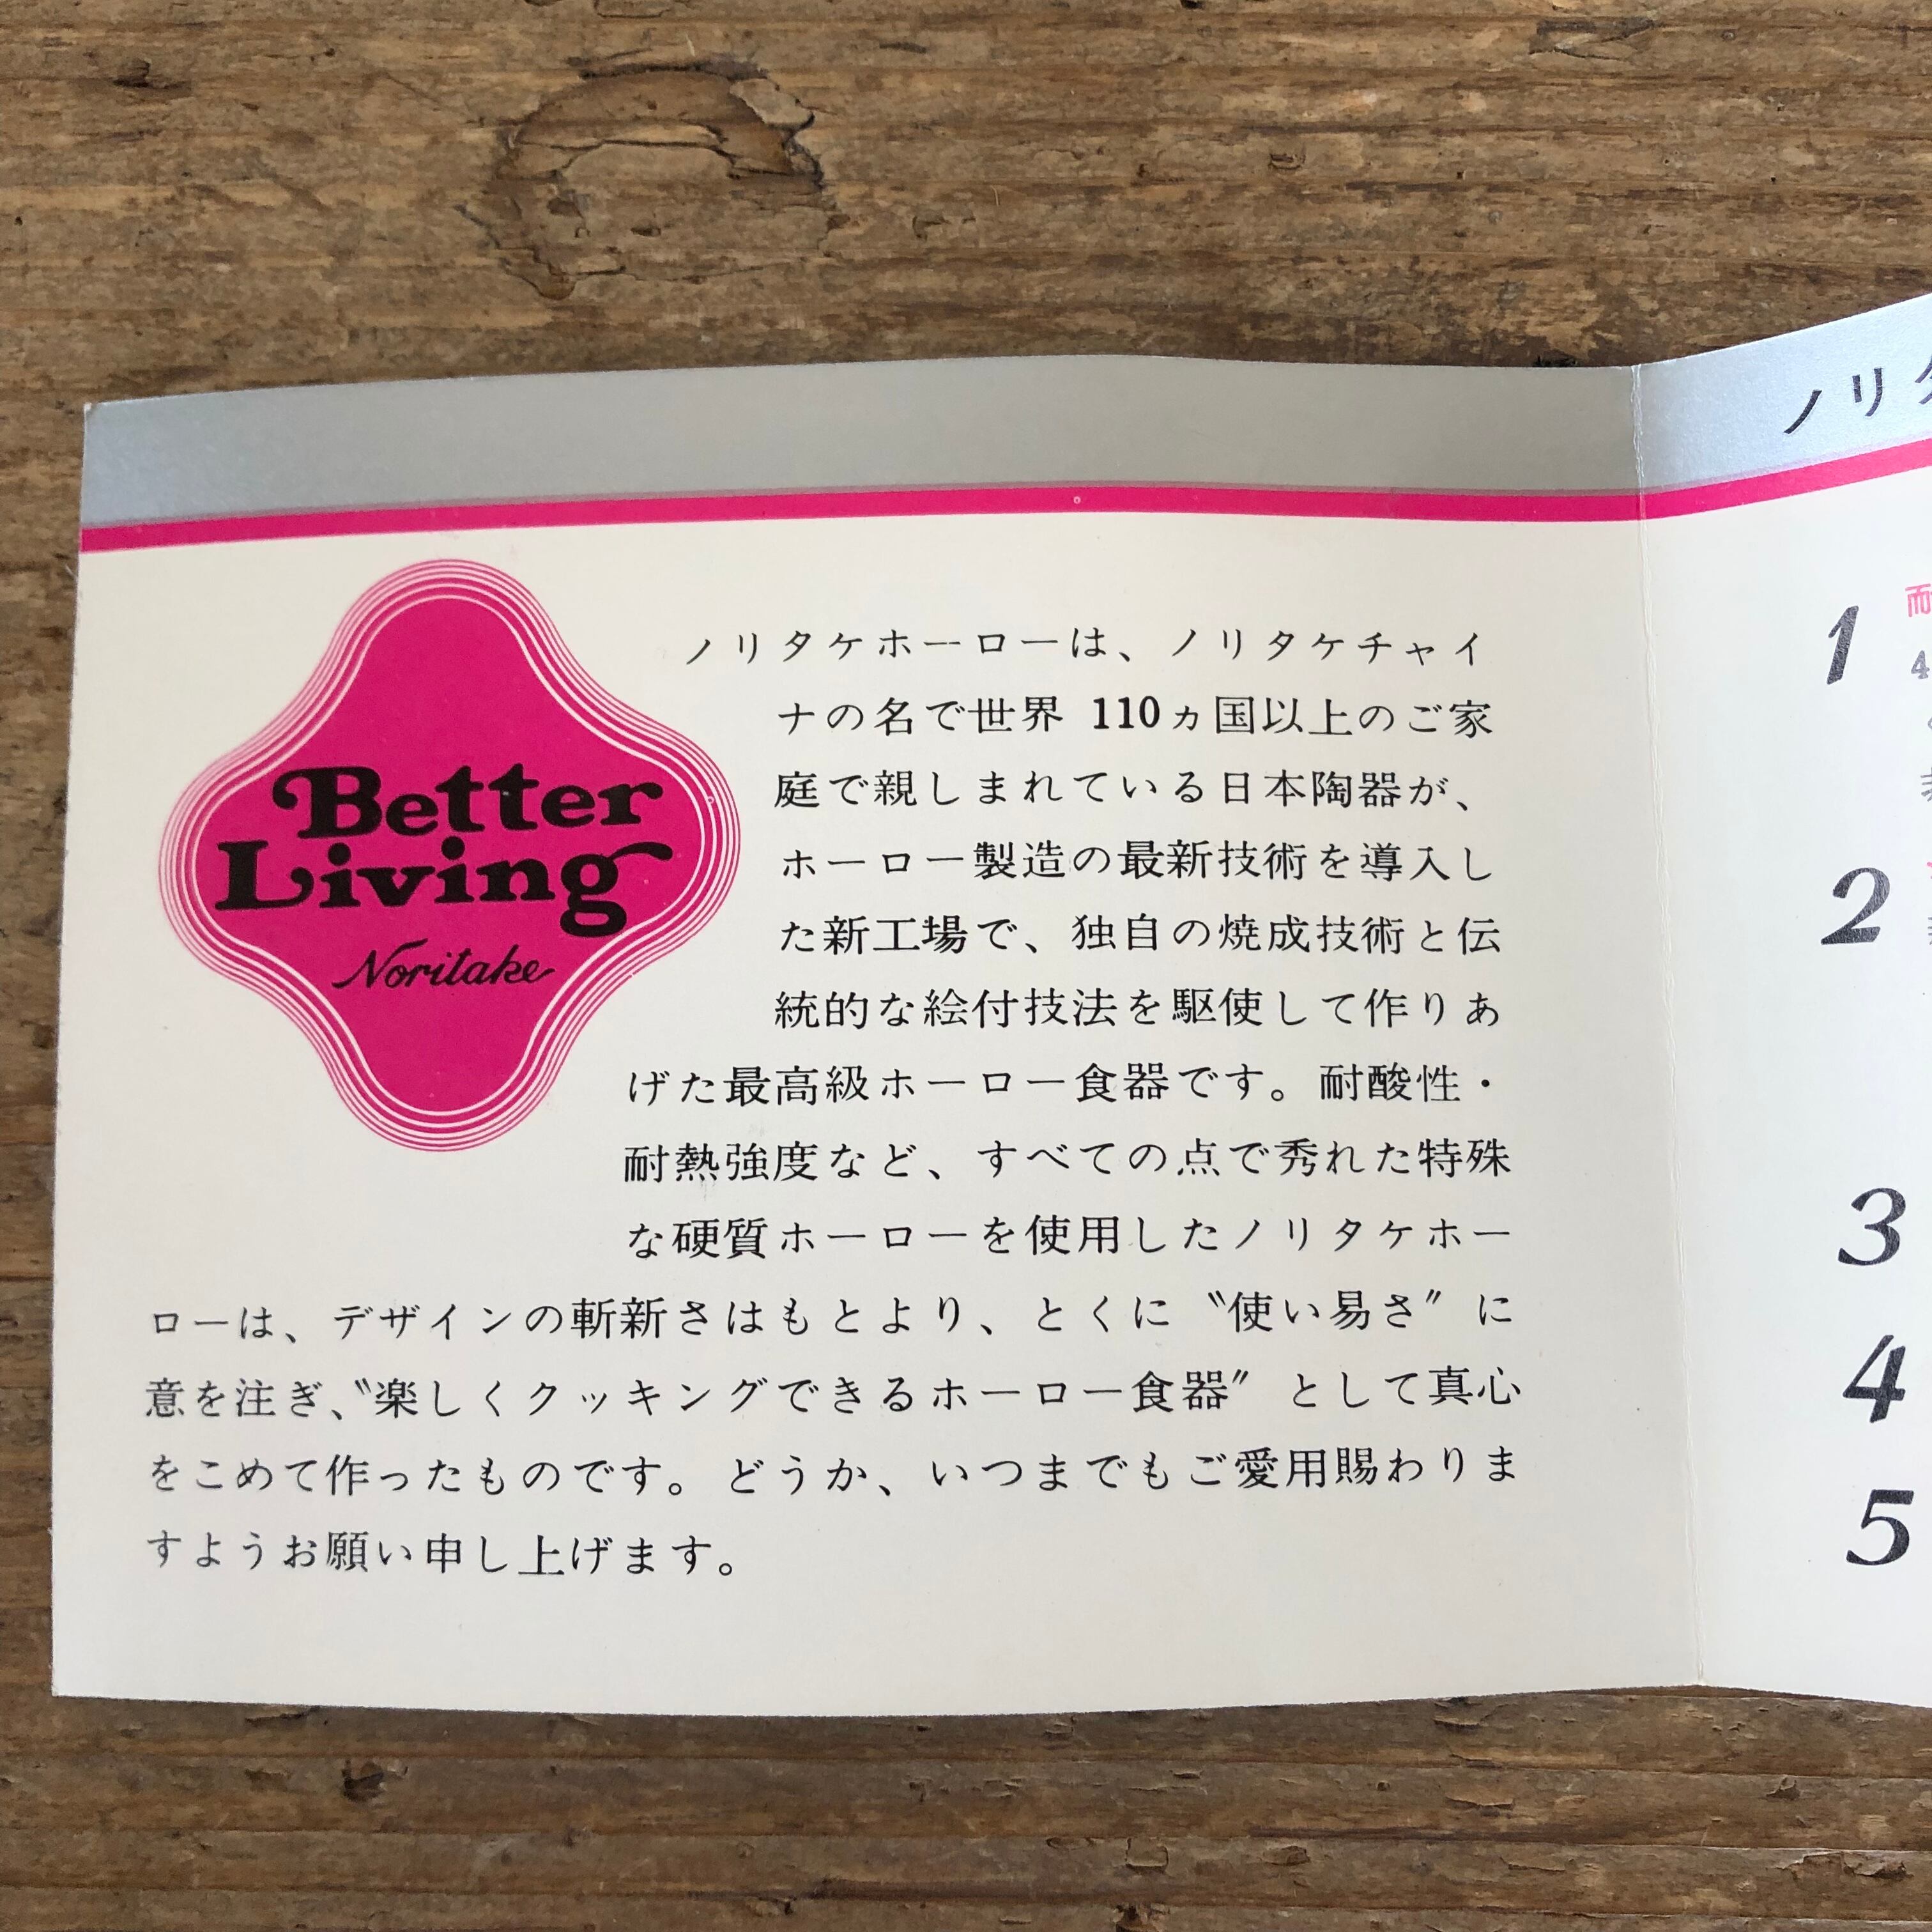 Better
Living
Noritake
ノリタケホーローは、ノリタケチャイ
ナの名で世界 110ヵ国以上のご家
庭で親しまれている日本陶器が、
ホーロー製造の最新技術を導入し
た新工場で、独自の焼成技術と伝
統的な絵付技法を駆使して作りあ
げた最高級ホーロー食器です。耐酸性・
耐熱強度など、すべての点で秀れた特殊
な硬質ホーローを使用したノリタケホー
ローは、デザインの斬新さはもとより、とくに〝使い易さ〞に
意を注ぎ、〝楽しくクッキングできるホーロー食器〞として真心
をこめて作ったものです。どうか、いつまでもご愛用賜わりま
すようお願い申し上げます。
ノリタ
1
4
2
3
4
5